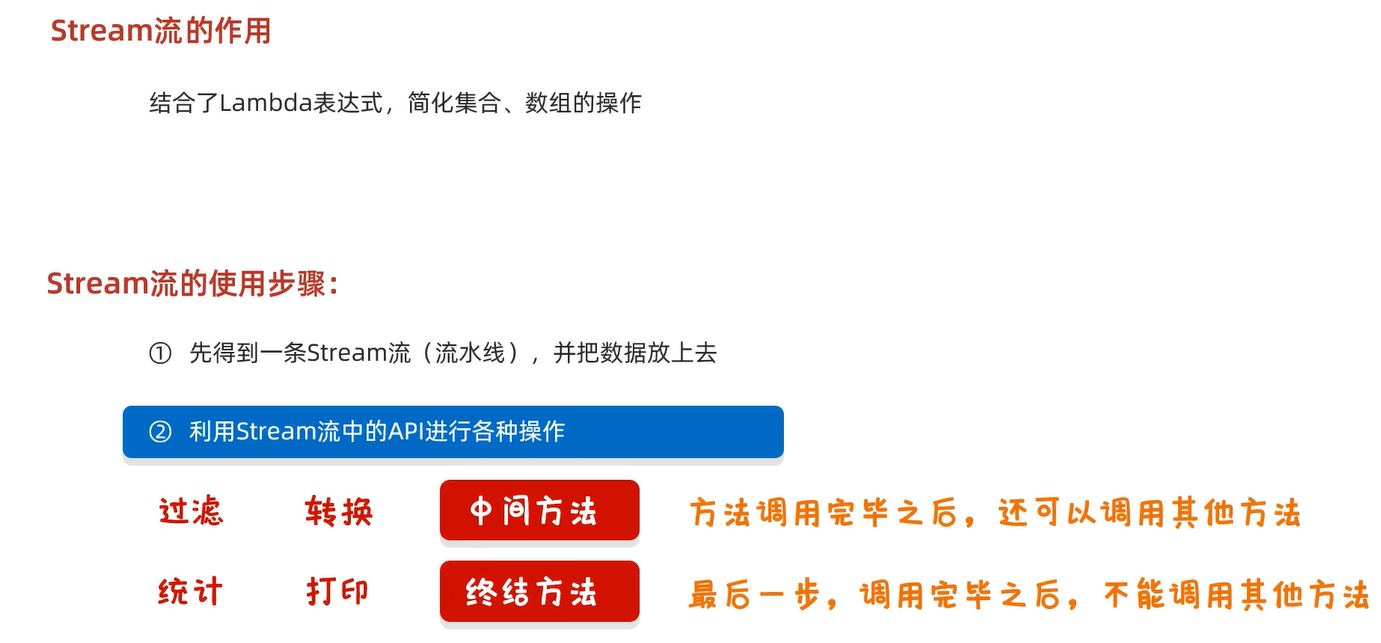 Stream流的作用
结合了Lambda表达式，简化集合、数组的操作
Stream流的使用步骤：
① 先得到一条Stream流（流水线），并把数据放上去
② 利用Stream流中的API进行各种操作
过滤 转换 中间方法 方法调用完毕之后，还可以调用其他方法
统计 打印 终结方法 最后一步，调用完毕之后，不能调用其他方法